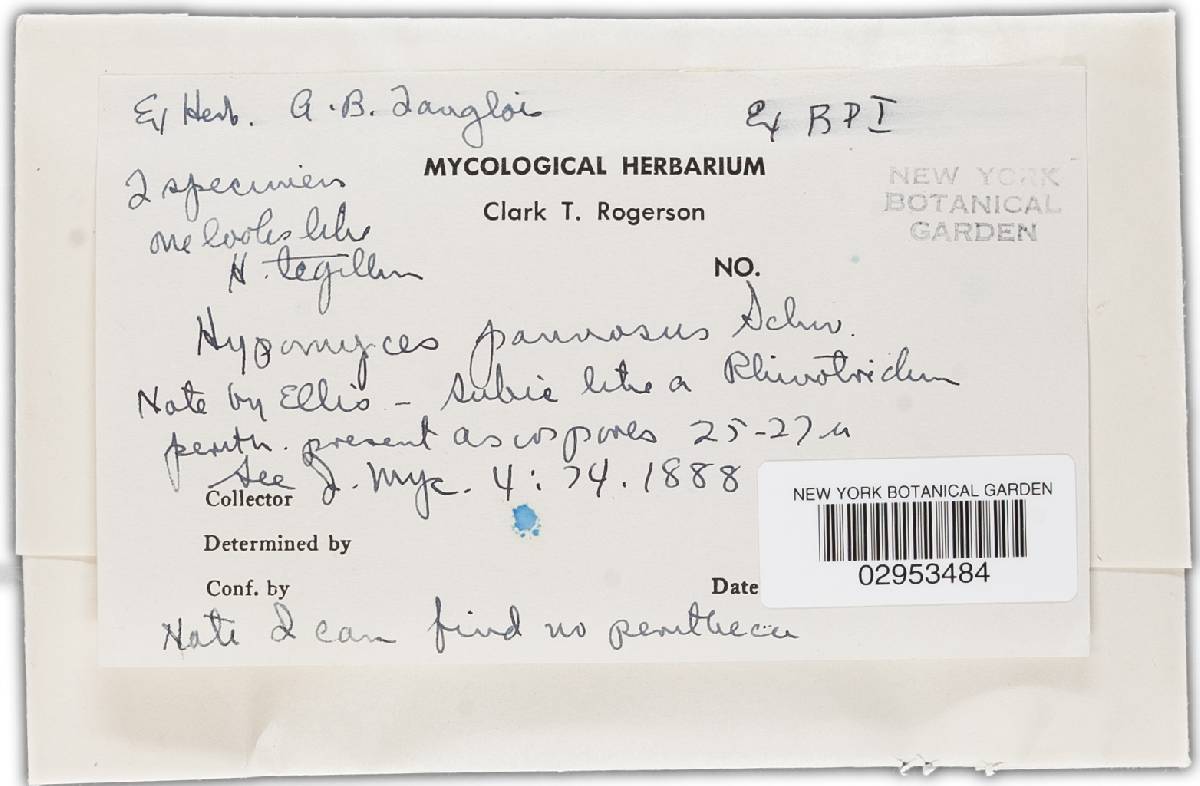 Ex Herb. A. B. Langlois
Ex BPI
MYCOLOGICAL HERBARIUM
Clark T. Rogerson
NEW YORK
BOTANICAL
GARDEN
2 specimens
one looks like
H. tegillum
NO.
Hypomyces pannosus Schw.
Note by Ellis - Subic like a Rhinotrichum
perith. present ascospores 25-27 u
See J. Myc. 4: 74. 1888
Collector
Determined by
Conf. by
Date
Note I can find no perithecia
NEW YORK BOTANICAL GARDEN
02953484